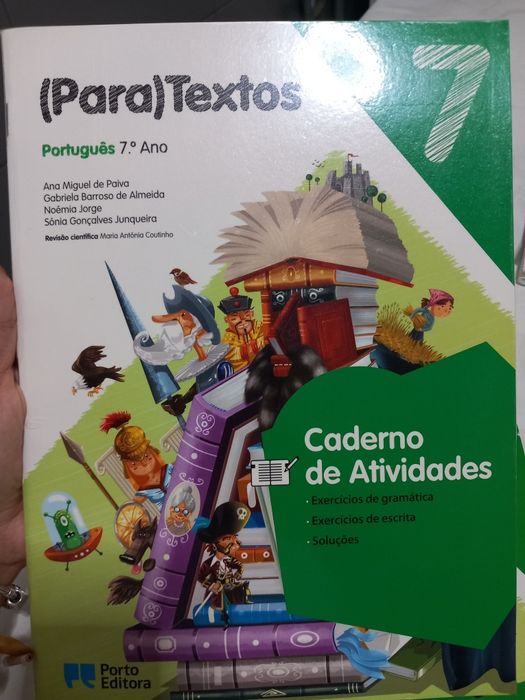 (Para)Textos
7
Português 7.º Ano
Ana Miguel de Paiva
Gabriela Barroso de Almeida
Noémia Jorge
Sónia Gonçalves Junqueira
Revisão científica Maria Antónia Coutinho
Caderno
de Atividades
· Exercícios de gramática
· Exercícios de escrita
· Soluções
Porto
Editora